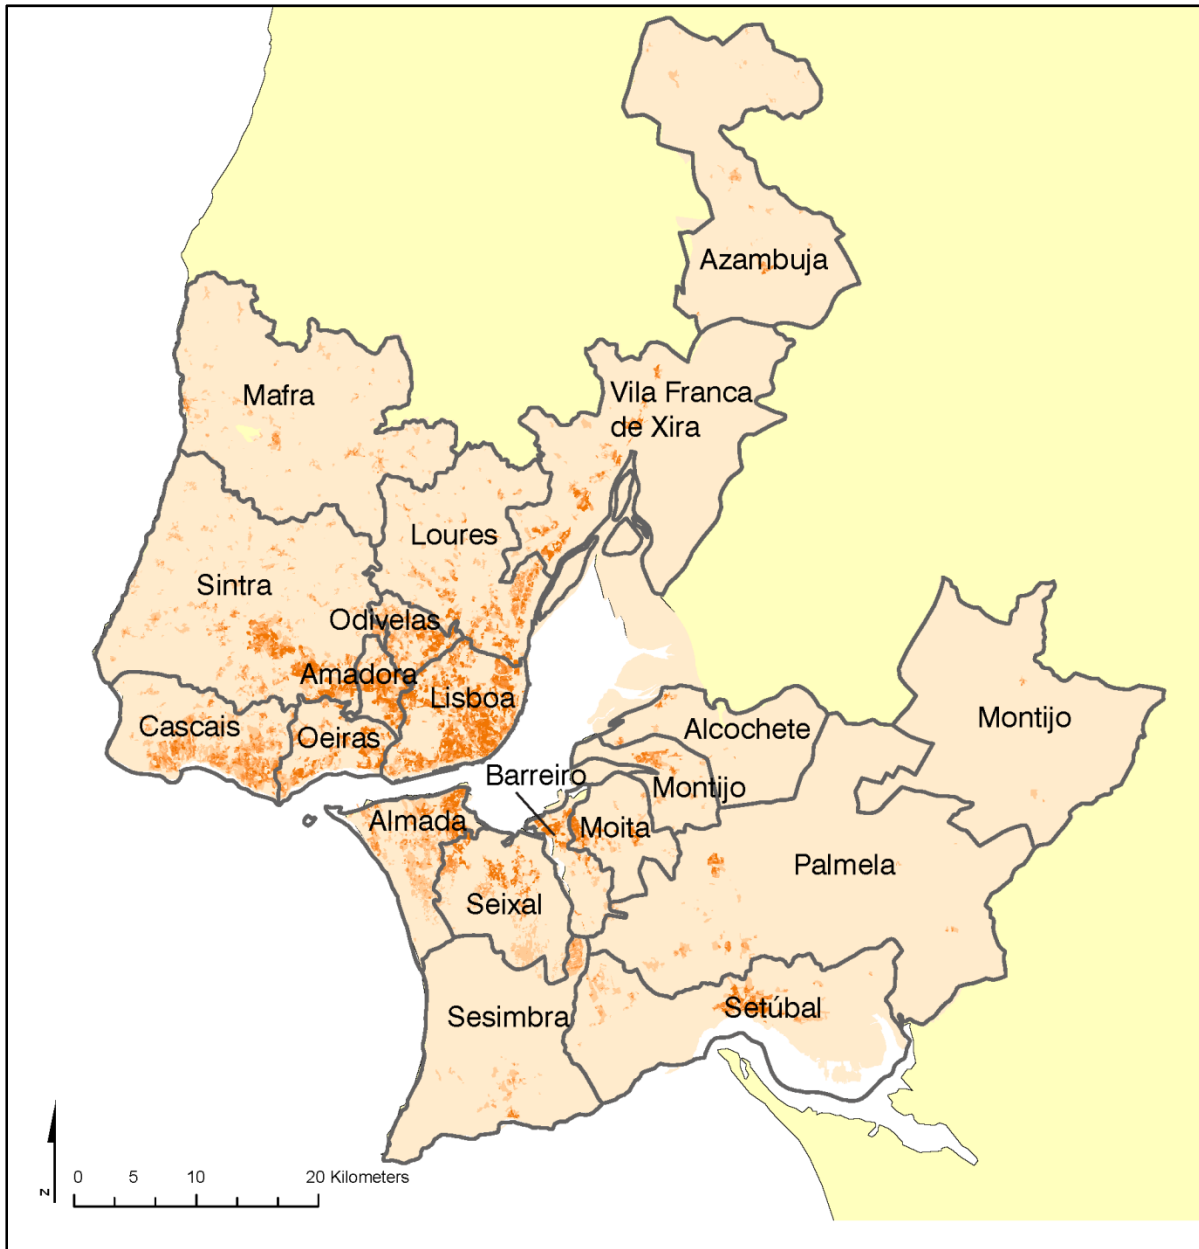 Azambuja
Mafra
Vila Franca
de Xira
Loures
Sintra
Odivelas
Amadora
Lisboa
Cascais
Oeiras
Alcochete
Montijo
Barreiro
Montijo
Almada
Moita
Palmela
Seixal
Sesimbra
Setúbal
N
0 5 10 20 Kilometers